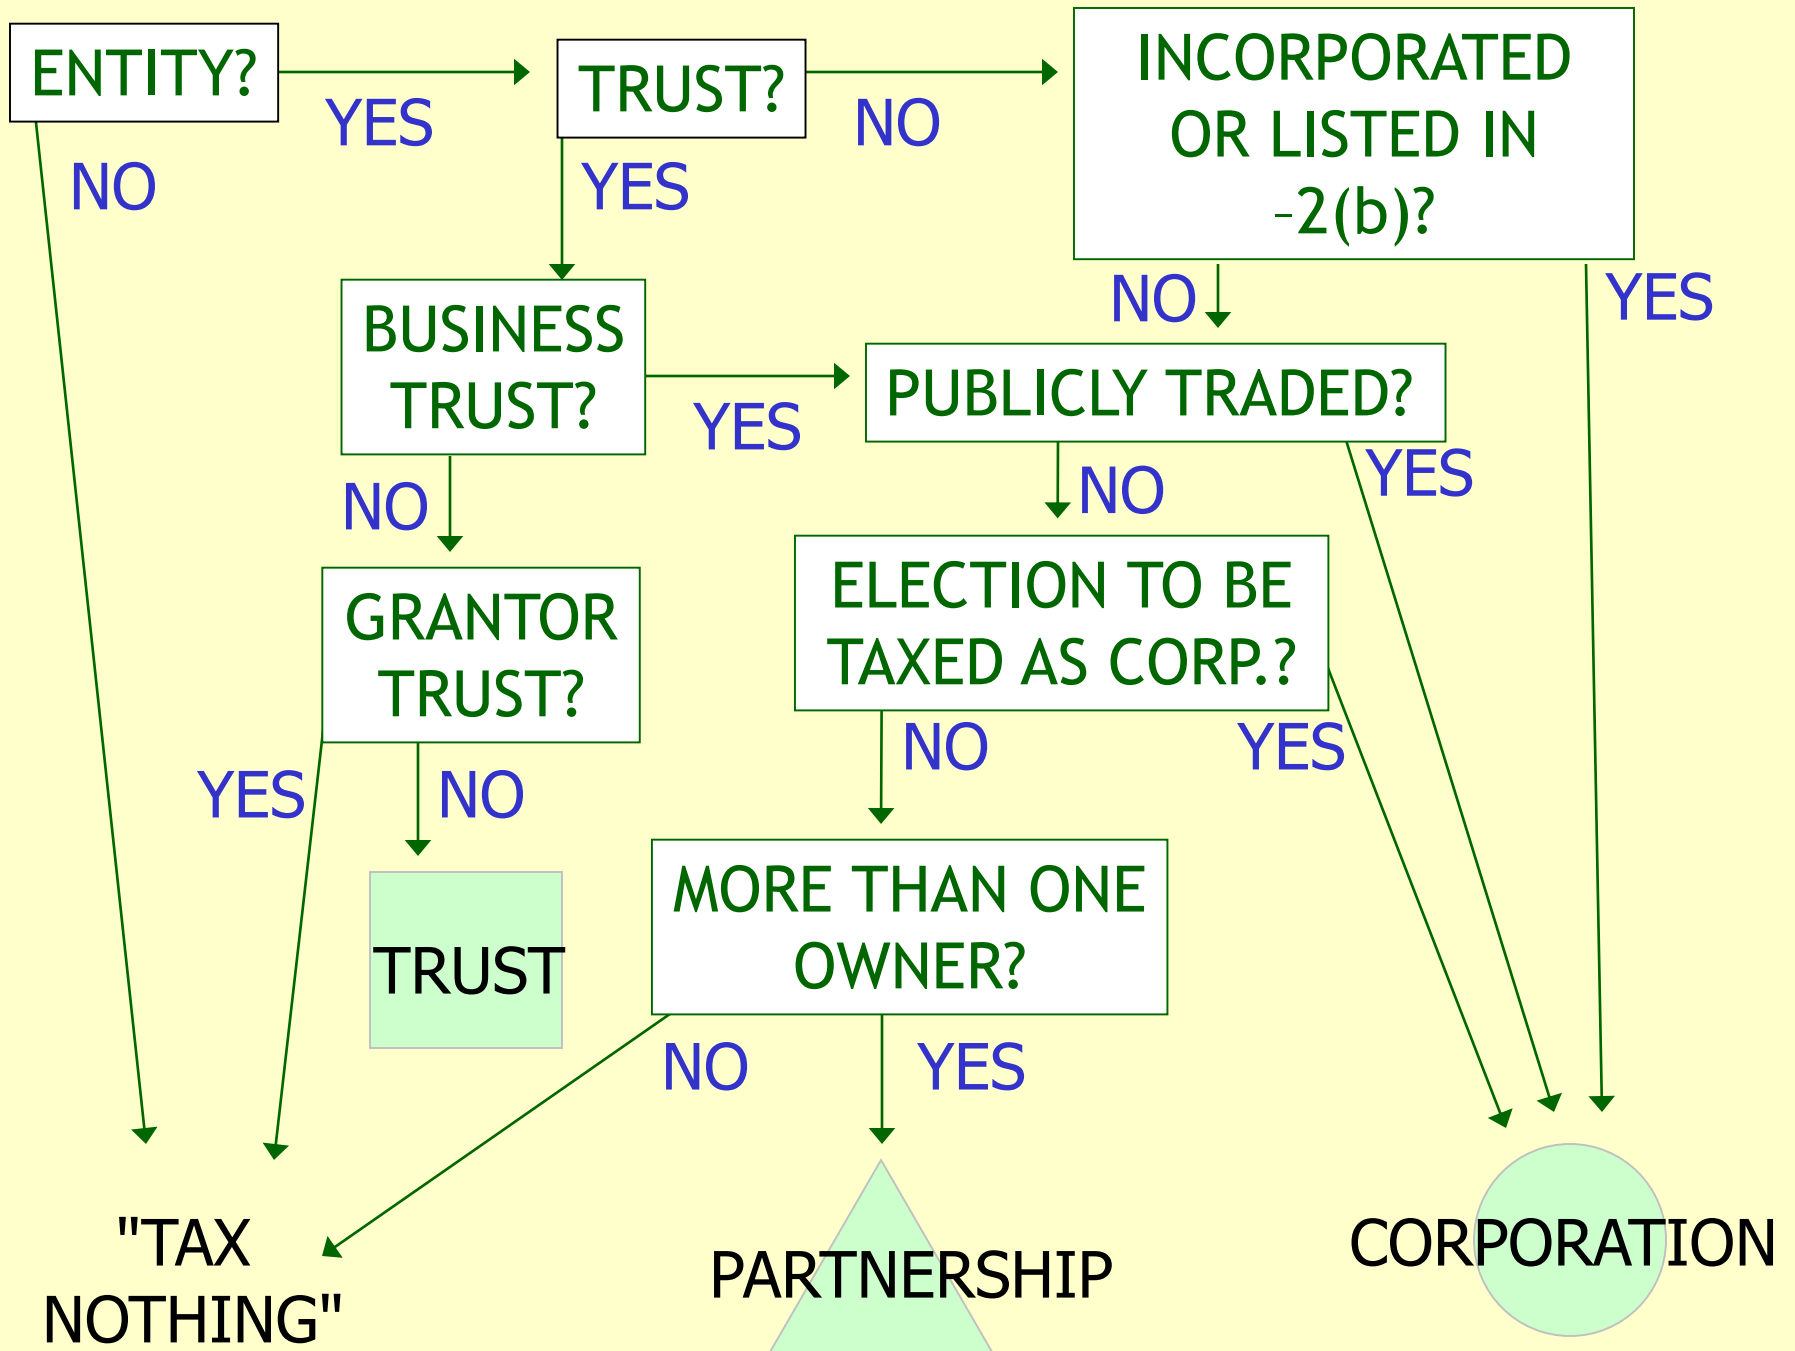 ENTITY?
YES
TRUST?
NO
INCORPORATED
OR LISTED IN
-2(b)?
NO
YES
NO
YES
BUSINESS
TRUST?
YES
PUBLICLY TRADED?
NO
NO
YES
GRANTOR
TRUST?
ELECTION TO BE
TAXED AS CORP.?
YES
NO
NO
YES
TRUST
MORE THAN ONE
OWNER?
NO
YES
"TAX
NOTHING"
PARTNERSHIP
CORPORATION